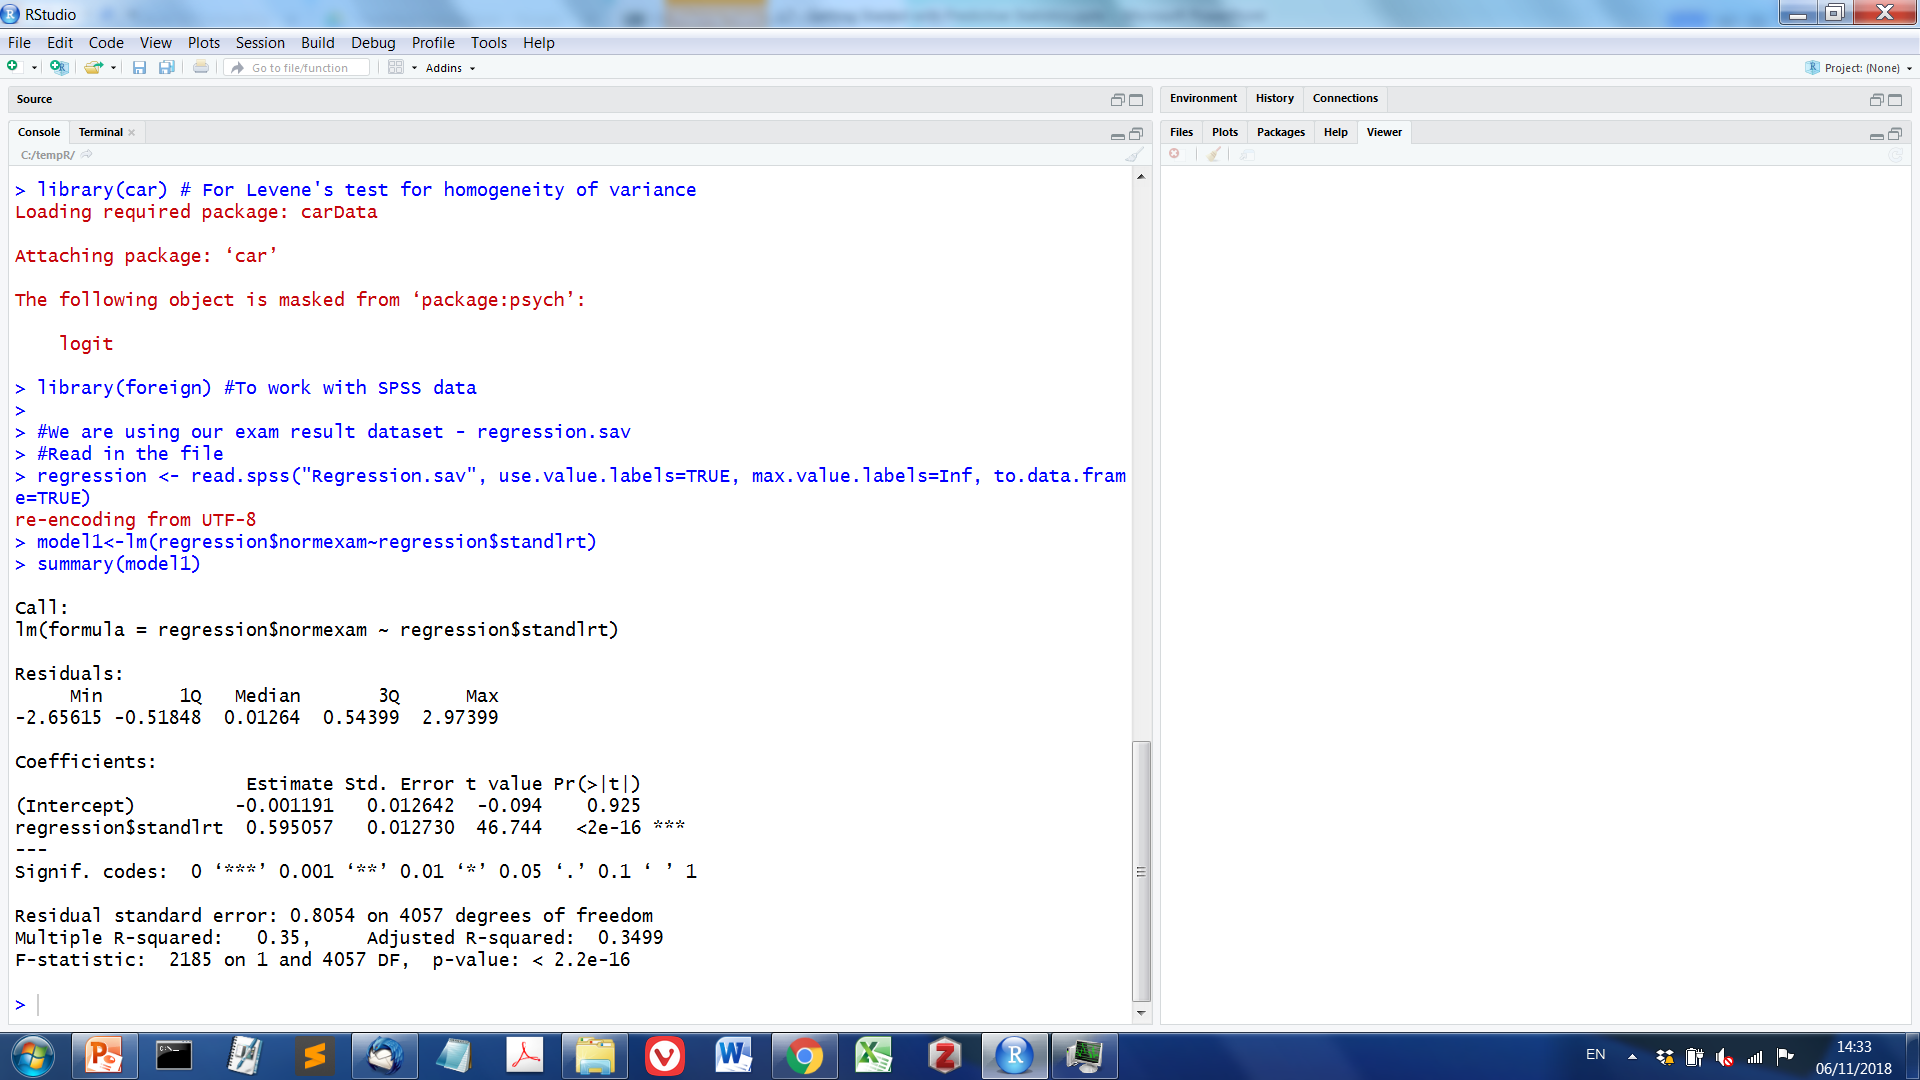 RStudio
File Edit Code View Plots Session Build Debug Profile Tools Help
Go to file/function Addins Project: (None)
Source
Environment History Connections
Console Terminal
Files Plots Packages Help Viewer
C:/tempR/
> library(car) # For Levene's test for homogeneity of variance
Loading required package: carData
Attaching package: ‘car’
The following object is masked from ‘package:psych’:
logit
> library(foreign) #To work with SPSS data
>
> #We are using our exam result dataset - regression.sav
> #Read in the file
> regression <- read.spss("Regression.sav", use.value.labels=TRUE, max.value.labels=Inf, to.data.fram
e=TRUE)
re-encoding from UTF-8
> model1<-lm(regression$normexam~regression$standlrt)
> summary(model1)
Call:
lm(formula = regression$normexam ~ regression$standlrt)
Residuals:
Min 1Q Median 3Q Max
-2.65615 -0.51848 0.01264 0.54399 2.97399
Coefficients:
Estimate Std. Error t value Pr(>|t|)
(Intercept) -0.001191 0.012642 -0.094 0.925
regression$standlrt 0.595057 0.012730 46.744 <2e-16 ***
---
Signif. codes: 0 ‘***’ 0.001 ‘**’ 0.01 ‘*’ 0.05 ‘.’ 0.1 ‘ ’ 1
Residual standard error: 0.8054 on 4057 degrees of freedom
Multiple R-squared: 0.35, Adjusted R-squared: 0.3499
F-statistic: 2185 on 1 and 4057 DF, p-value: < 2.2e-16
>
EN
14:33
06/11/2018